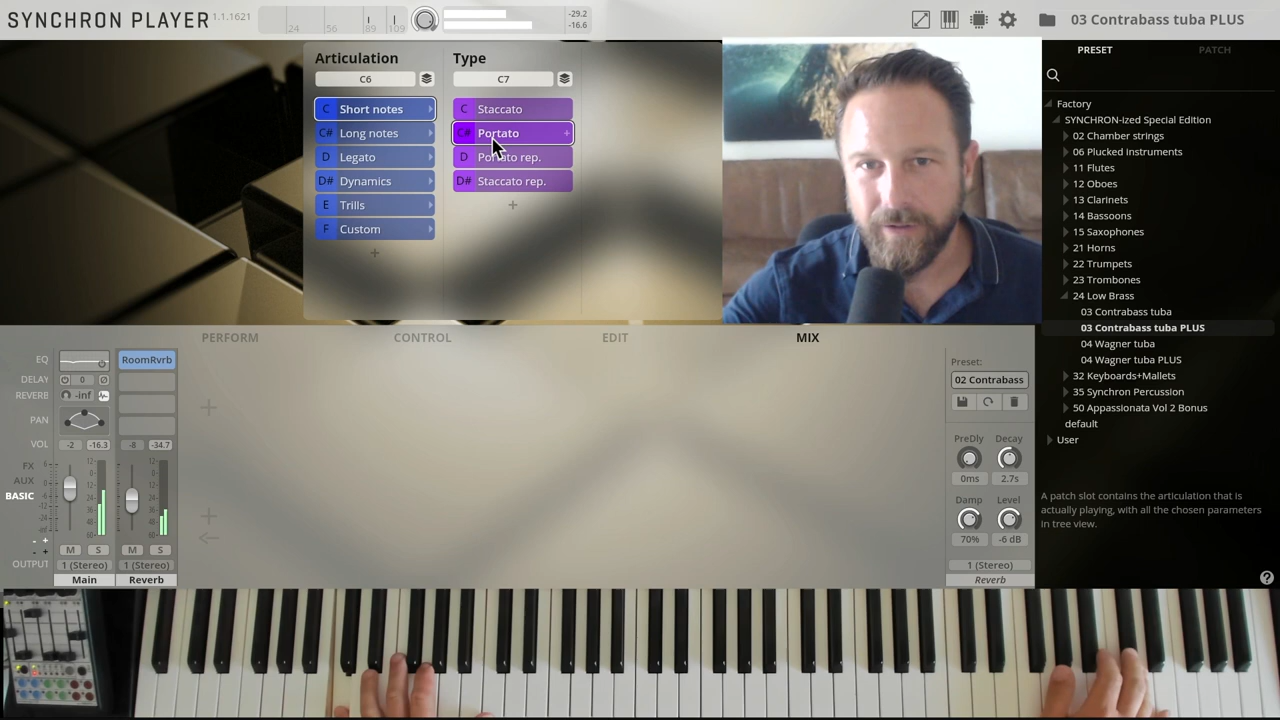 SYNCHRON PLAYER 1.1.1621
24 56 89 109
-29.2
-16.6
03 Contrabass tuba PLUS
Articulation
C6
C Short notes
C# Long notes
D Legato
D# Dynamics
E Trills
F Custom
+
Type
C7
C Staccato
C# Portato +
D Portato rep.
D# Staccato rep.
+
PRESET PATCH
Factory
SYNCHRON-ized Special Edition
02 Chamber strings
06 Plucked Instruments
11 Flutes
12 Oboes
13 Clarinets
14 Bassoons
15 Saxophones
21 Horns
22 Trumpets
23 Trombones
24 Low Brass
03 Contrabass tuba
03 Contrabass tuba PLUS
04 Wagner tuba
04 Wagner tuba PLUS
32 Keyboards+Mallets
35 Synchron Percussion
50 Appassionata Vol 2 Bonus
default
User
A patch slot contains the articulation that is
actually playing, with all the chosen parameters
in tree view.
?
PERFORM CONTROL EDIT MIX
EQ RoomRvrb
DELAY 0
REVERB -inf
PAN
VOL -2 -16.3 -8 -34.7
FX
AUX
BASIC
M S M S
OUTPUT 1 (Stereo) 1 (Stereo)
Main Reverb
Preset:
02 Contrabass
PreDly Decay
0ms 2.7s
Damp Level
70% -6 dB
1 (Stereo)
Reverb